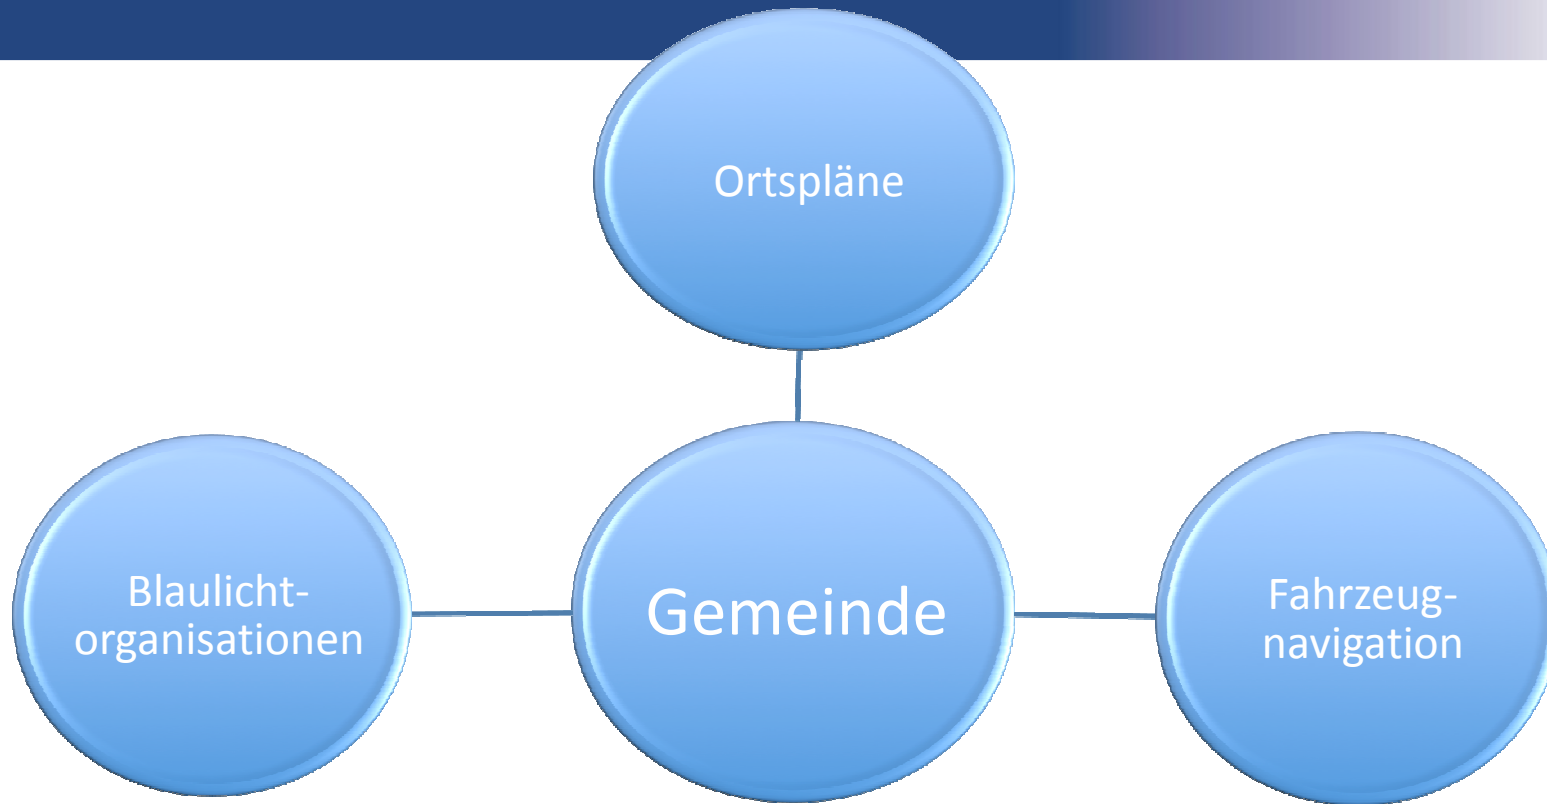 Ortspläne
Blaulicht-
organisationen
Gemeinde
Fahrzeug-
navigation